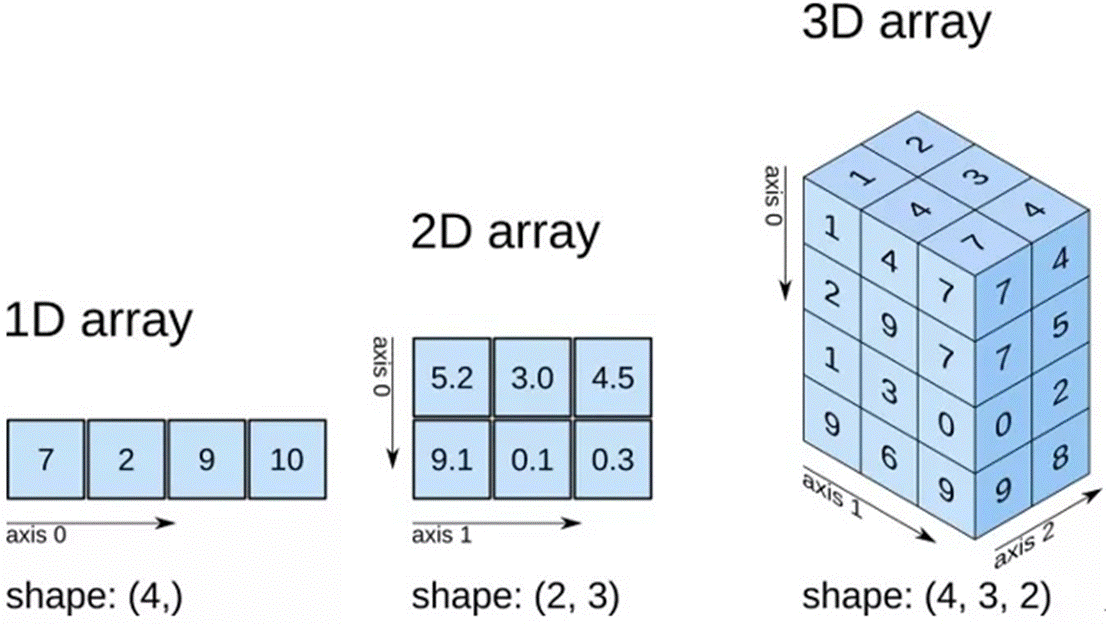 1D array
7 2 9 10
axis 0
shape: (4,)
2D array
axis 0
5.2 3.0 4.5
9.1 0.1 0.3
axis 1
shape: (2, 3)
3D array
axis 0
2
1 3
4 4
7
1 4 7 7 4
2 9 7 7 5
1 3 0 0 2
9 6 9 9 8
axis 1
axis 2
shape: (4, 3, 2)